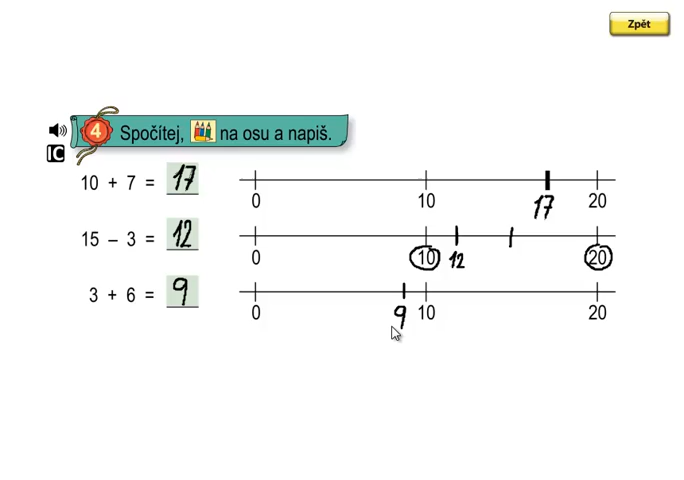 Zpět
4 Spočítej, na osu a napiš.
10 + 7 = 17
0 10 17 20
15 – 3 = 12
0 10 12 20
3 + 6 = 9
0 9 10 20